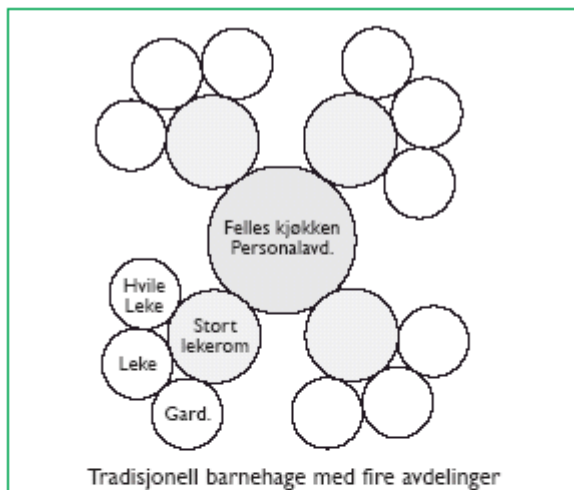 Felles kjøkken
Personalavd.
Hvile
Leke
Stort
lekerom
Leke
Gard.
Tradisjonell barnehage med fire avdelinger